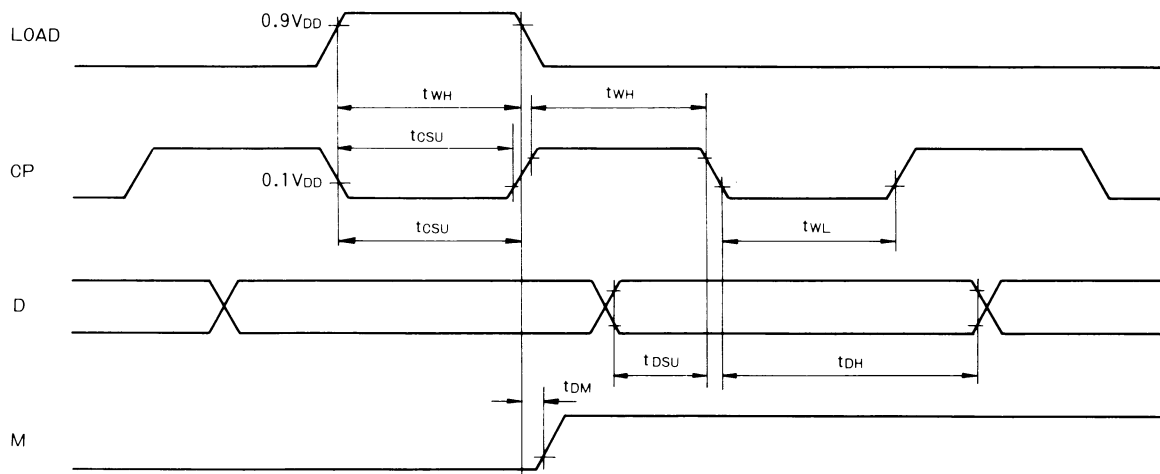 LOAD
0.9VDD
tWH
tWH
tCSU
CP
0.1VDD
tCSU
tWL
D
tDSU
tDH
tDM
M